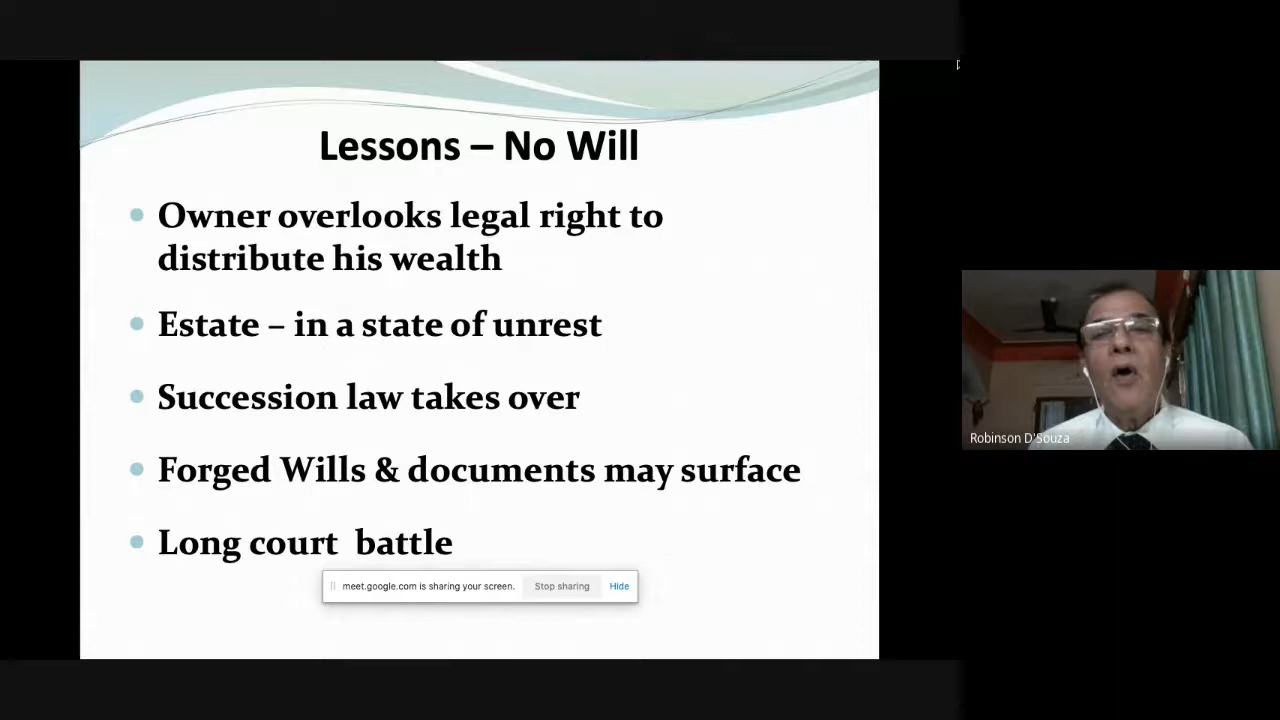 Lessons – No Will
Owner overlooks legal right to
distribute his wealth
Estate – in a state of unrest
Succession law takes over
Forged Wills & documents may surface
Long court battle
meet.google.com is sharing your screen. Stop sharing Hide
Robinson D'Souza